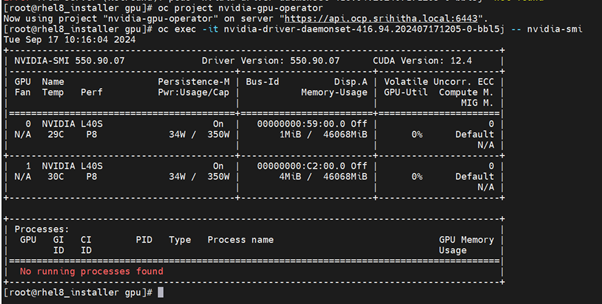 [root@rhel8_installer gpu]# oc project nvidia-gpu-operator
Now using project "nvidia-gpu-operator" on server "https://api.ocp.srihitha.local:6443".
[root@rhel8_installer gpu]# oc exec -it nvidia-driver-daemonset-416.94.202407171205-0-bbl5j -- nvidia-smi
Tue Sep 17 10:16:04 2024
NVIDIA-SMI 550.90.07 Driver Version: 550.90.07 CUDA Version: 12.4
GPU Name Persistence-M | Bus-Id Disp.A | Volatile Uncorr. ECC
Fan Temp Perf Pwr:Usage/Cap | Memory-Usage | GPU-Util Compute M.
MIG M.
0 NVIDIA L40S On | 00000000:59:00.0 Off | 0
N/A 29C P8 34W / 350W | 1MiB / 46068MiB | 0% Default
N/A
1 NVIDIA L40S On | 00000000:C2:00.0 Off | 0
N/A 30C P8 34W / 350W | 4MiB / 46068MiB | 0% Default
N/A
Processes:
GPU GI CI PID Type Process name GPU Memory
ID ID Usage
No running processes found
[root@rhel8_installer gpu]#